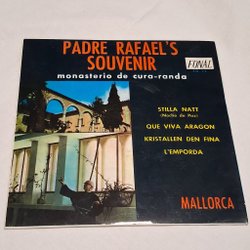 PADRE RAFAEL'S
SOUVENIR
FONAL
monasterio de cura-randa
STILLA NATT
(Noche de Paz)
QUE VIVA ARAGON
KRISTALLEN DEN FINA
L'EMPORDA
MALLORCA